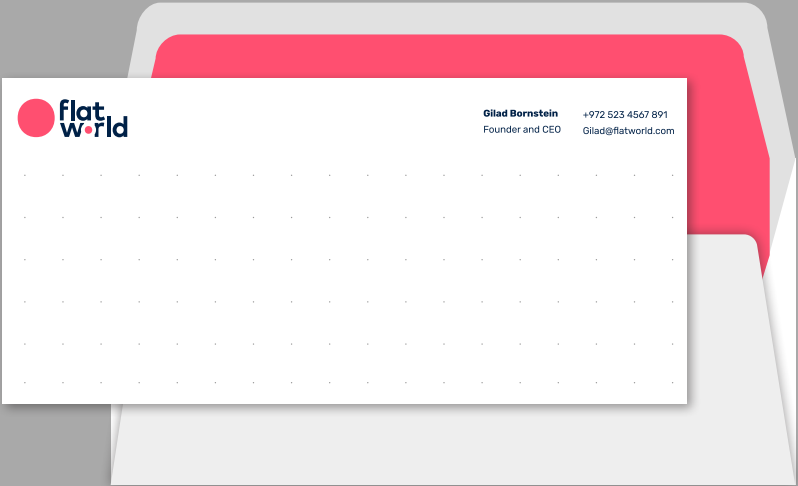 flat
world
Gilad Bornstein
Founder and CEO
+972 523 4567 891
Gilad@flatworld.com